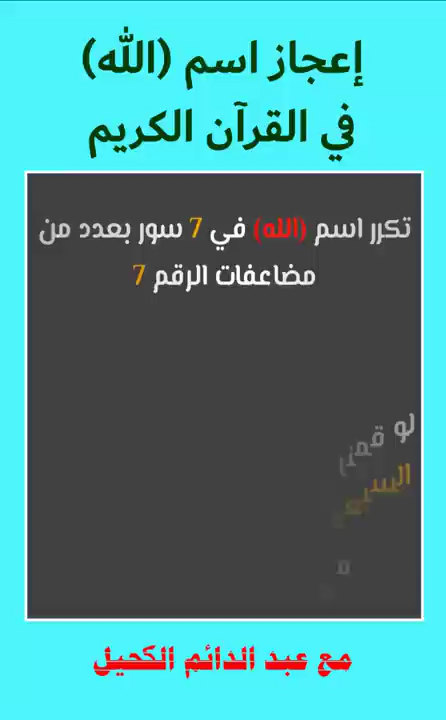 إعجاز اسم (الله)
في القرآن الكريم
تكرر اسم (الله) في 7 سور بعدد من
مضاعفات الرقم 7
لو
مع عبد الدائم الكحيل